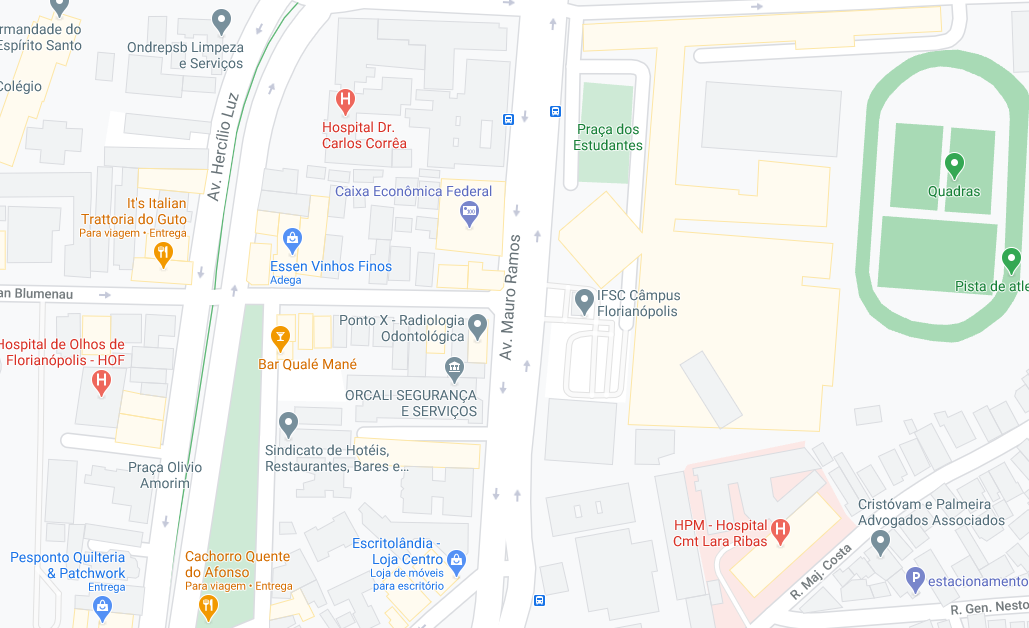 rmandade do
Espírito Santo
Ondrepsb Limpeza
e Serviços
Colégio
Av. Hercílio Luz
Hospital Dr.
Carlos Corrêa
Praça dos
Estudantes
Caixa Econômica Federal
Quadras
It's Italian
Trattoria do Guto
Para viagem • Entrega
Essen Vinhos Finos
Adega
Av. Mauro Ramos
Pista de atle
an Blumenau
IFSC Câmpus
Florianópolis
Ponto X - Radiologia
Odontológica
Hospital de Olhos de
Florianópolis - HOF
Bar Qualé Mané
ORCALI SEGURANÇA
E SERVIÇOS
Sindicato de Hotéis,
Restaurantes, Bares e...
Praça Olivio
Amorim
Cristóvam e Palmeira
Advogados Associados
HPM - Hospital
Cmt Lara Ribas
Escritolândia -
Loja Centro
Loja de móveis
para escritório
R. Maj. Costa
Pesponto Quilteria
& Patchwork
Entrega
Cachorro Quente
do Afonso
Para viagem • Entrega
P
estacionamento
R. Gen. Nesto